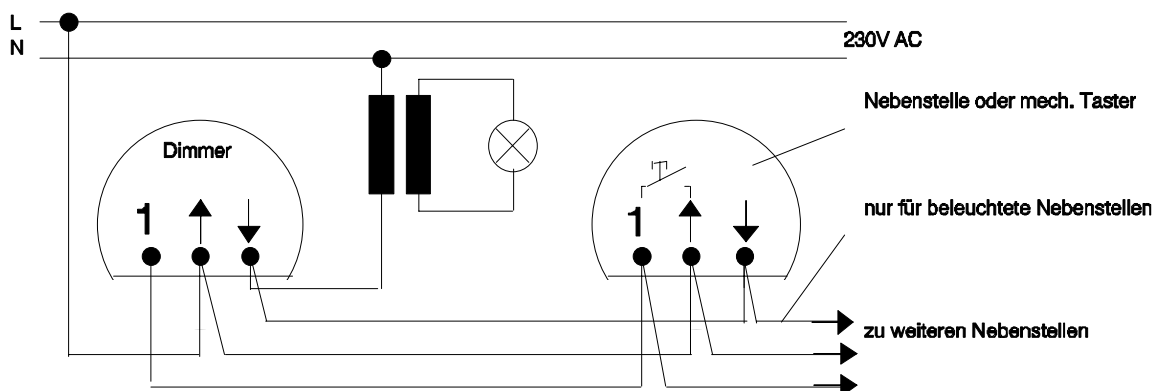 L
N
230V AC
Nebenstelle oder mech. Taster
Dimmer
1
1
nur für beleuchtete Nebenstellen
zu weiteren Nebenstellen